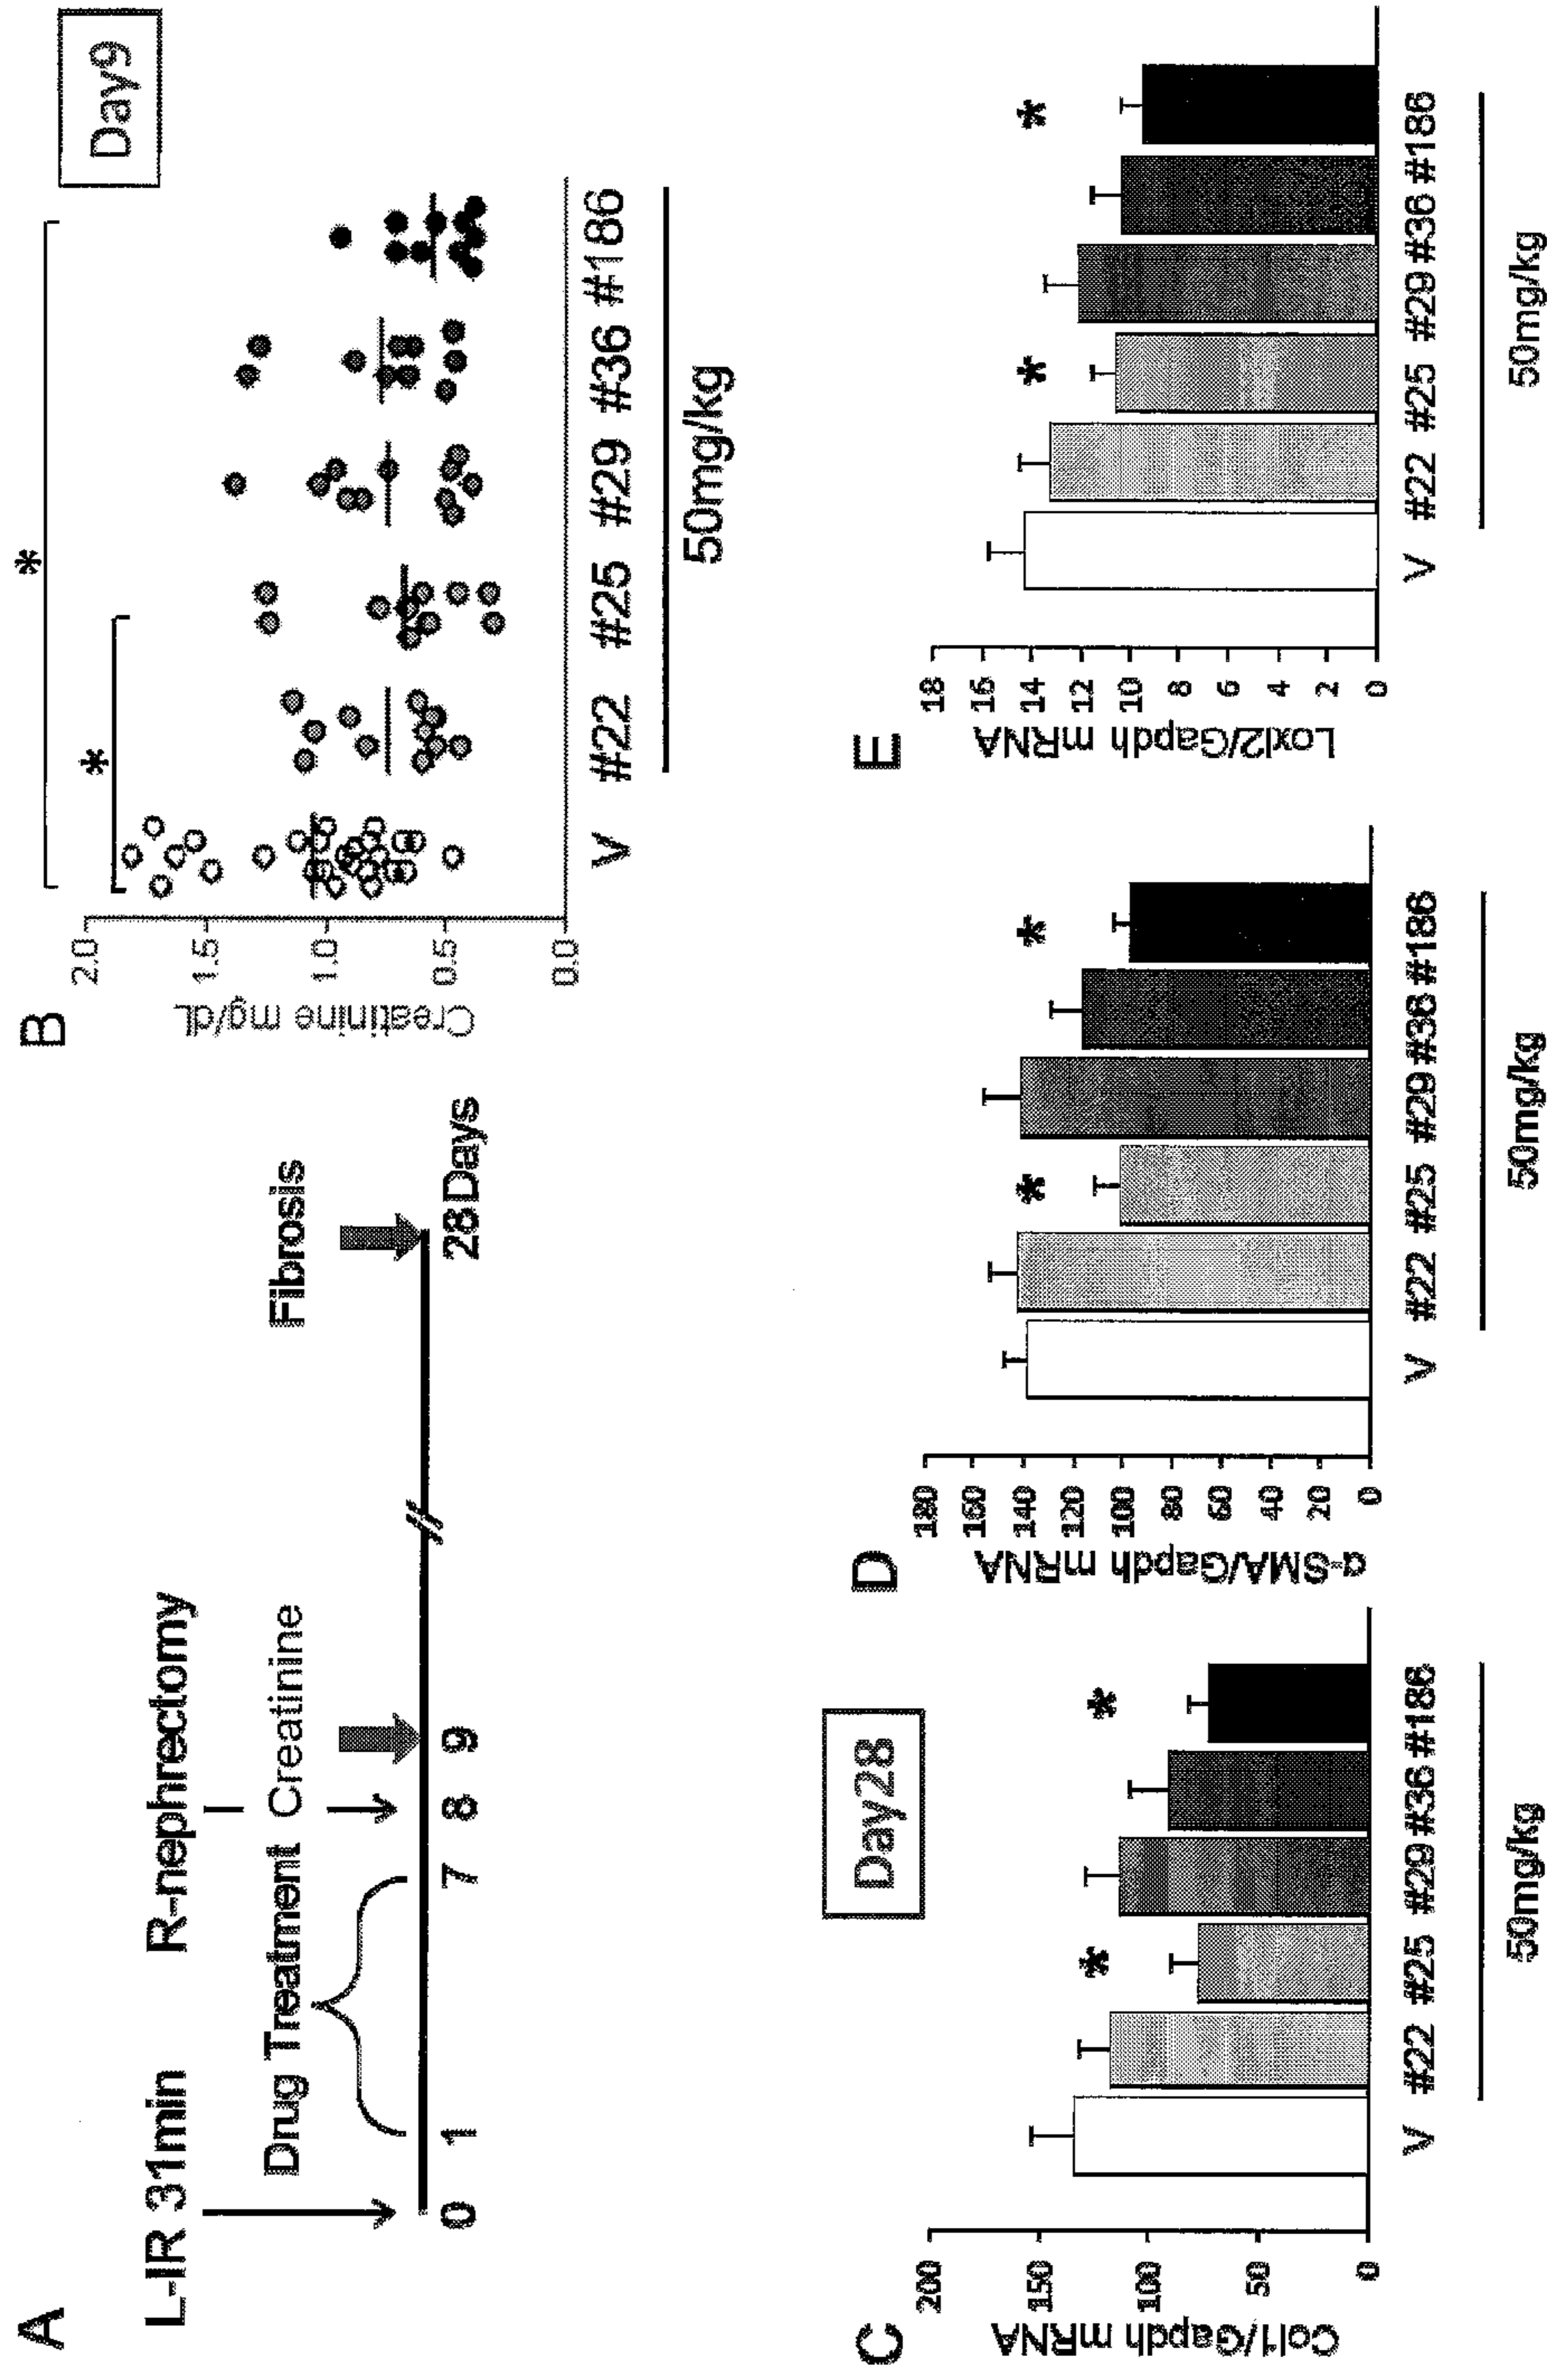 A
L-IR 31min
R-nephrectomy
Drug Treatment
Creatinine
Fibrosis
0
1
7
8
9
28 Days
B
Day9
Creatinine mg/dL
2.0
1.5
1.0
0.5
0.0
*
*
V #22 #25 #29 #36 #186
50mg/kg
C
Day28
Col1/Gapdh mRNA
200
150
100
50
0
*
*
V #22 #25 #29 #36 #186
50mg/kg
D
α-SMA/Gapdh mRNA
180
160
140
120
100
80
60
40
20
0
*
*
V #22 #25 #29 #36 #186
50mg/kg
E
Loxl2/Gapdh mRNA
18
16
14
12
10
8
6
4
2
0
*
*
V #22 #25 #29 #36 #186
50mg/kg